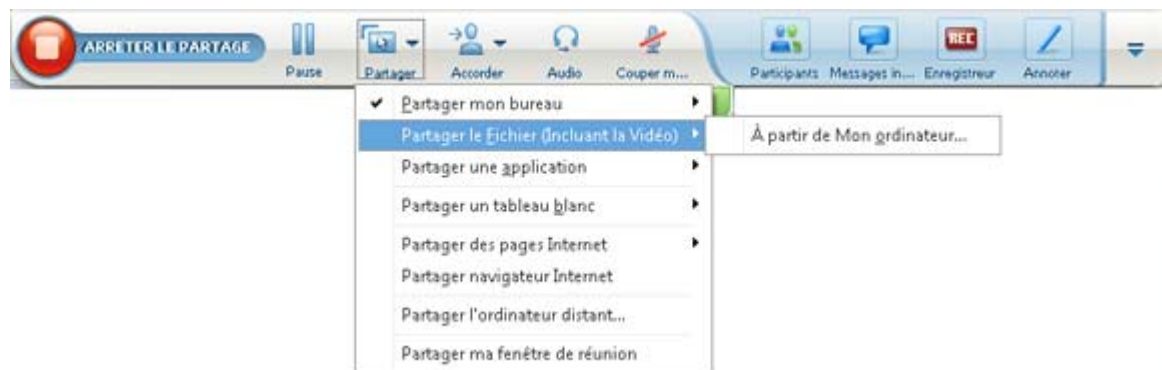 ARRETER LE PARTAGE
Pause
Partager
Accorder
Audio
Couper m...
Participants
Messages in...
REC
Enregistreur
Annoter
Partager mon bureau
Partager le Fichier (Incluant la Vidéo)
À partir de Mon ordinateur...
Partager une application
Partager un tableau blanc
Partager des pages Internet
Partager navigateur Internet
Partager l'ordinateur distant...
Partager ma fenêtre de réunion